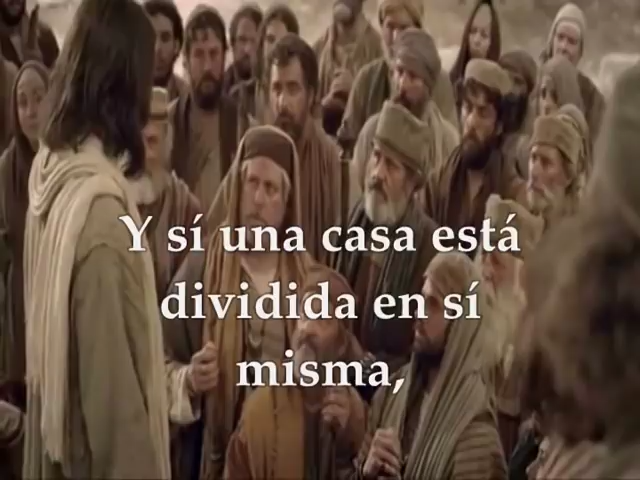 Y sí una casa está
dividida en sí
misma,